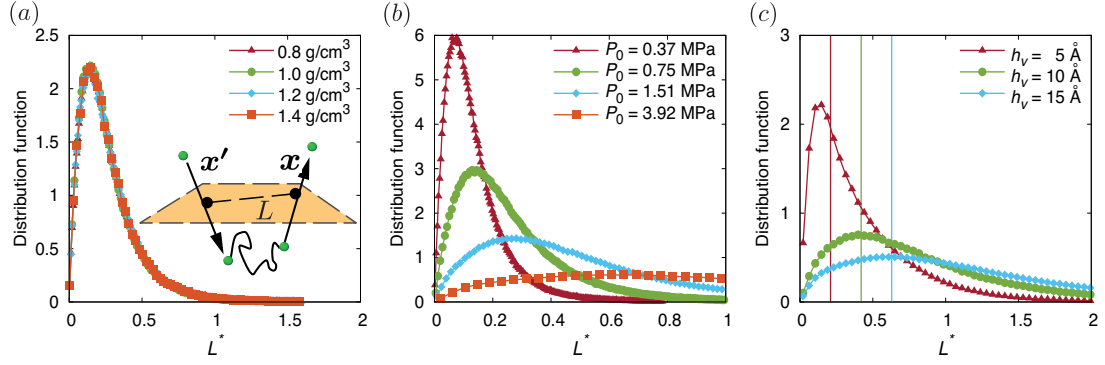 (a)
Distribution function
2.5
2
1.5
1
0.5
0
0 0.5 1 1.5 2
L*
0.8 g/cm³
1.0 g/cm³
1.2 g/cm³
1.4 g/cm³
x′ x
L
(b)
Distribution function
6
5
4
3
2
1
0
0 0.2 0.4 0.6 0.8 1
L*
P₀ = 0.37 MPa
P₀ = 0.75 MPa
P₀ = 1.51 MPa
P₀ = 3.92 MPa
(c)
Distribution function
3
2
1
0
0 0.5 1 1.5 2
L*
hᵥ = 5 Å
hᵥ = 10 Å
hᵥ = 15 Å